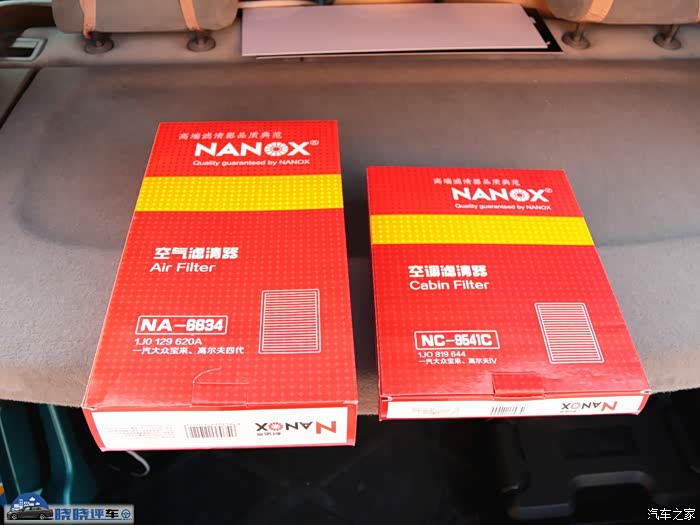 高端滤清器品质典范
NANOX®
Quality guaranteed by NANOX
空气滤清器
Air Filter
NA-6634
1J0 129 620A
一汽大众宝来、高尔夫四代
NANOX
高端滤清器品质典范
NANOX®
Quality guaranteed by NANOX
空调滤清器
Cabin Filter
NC-9541C
1JO 819 644
一汽大众宝来、高尔夫IV
NANOX
晓晓评车
汽车之家